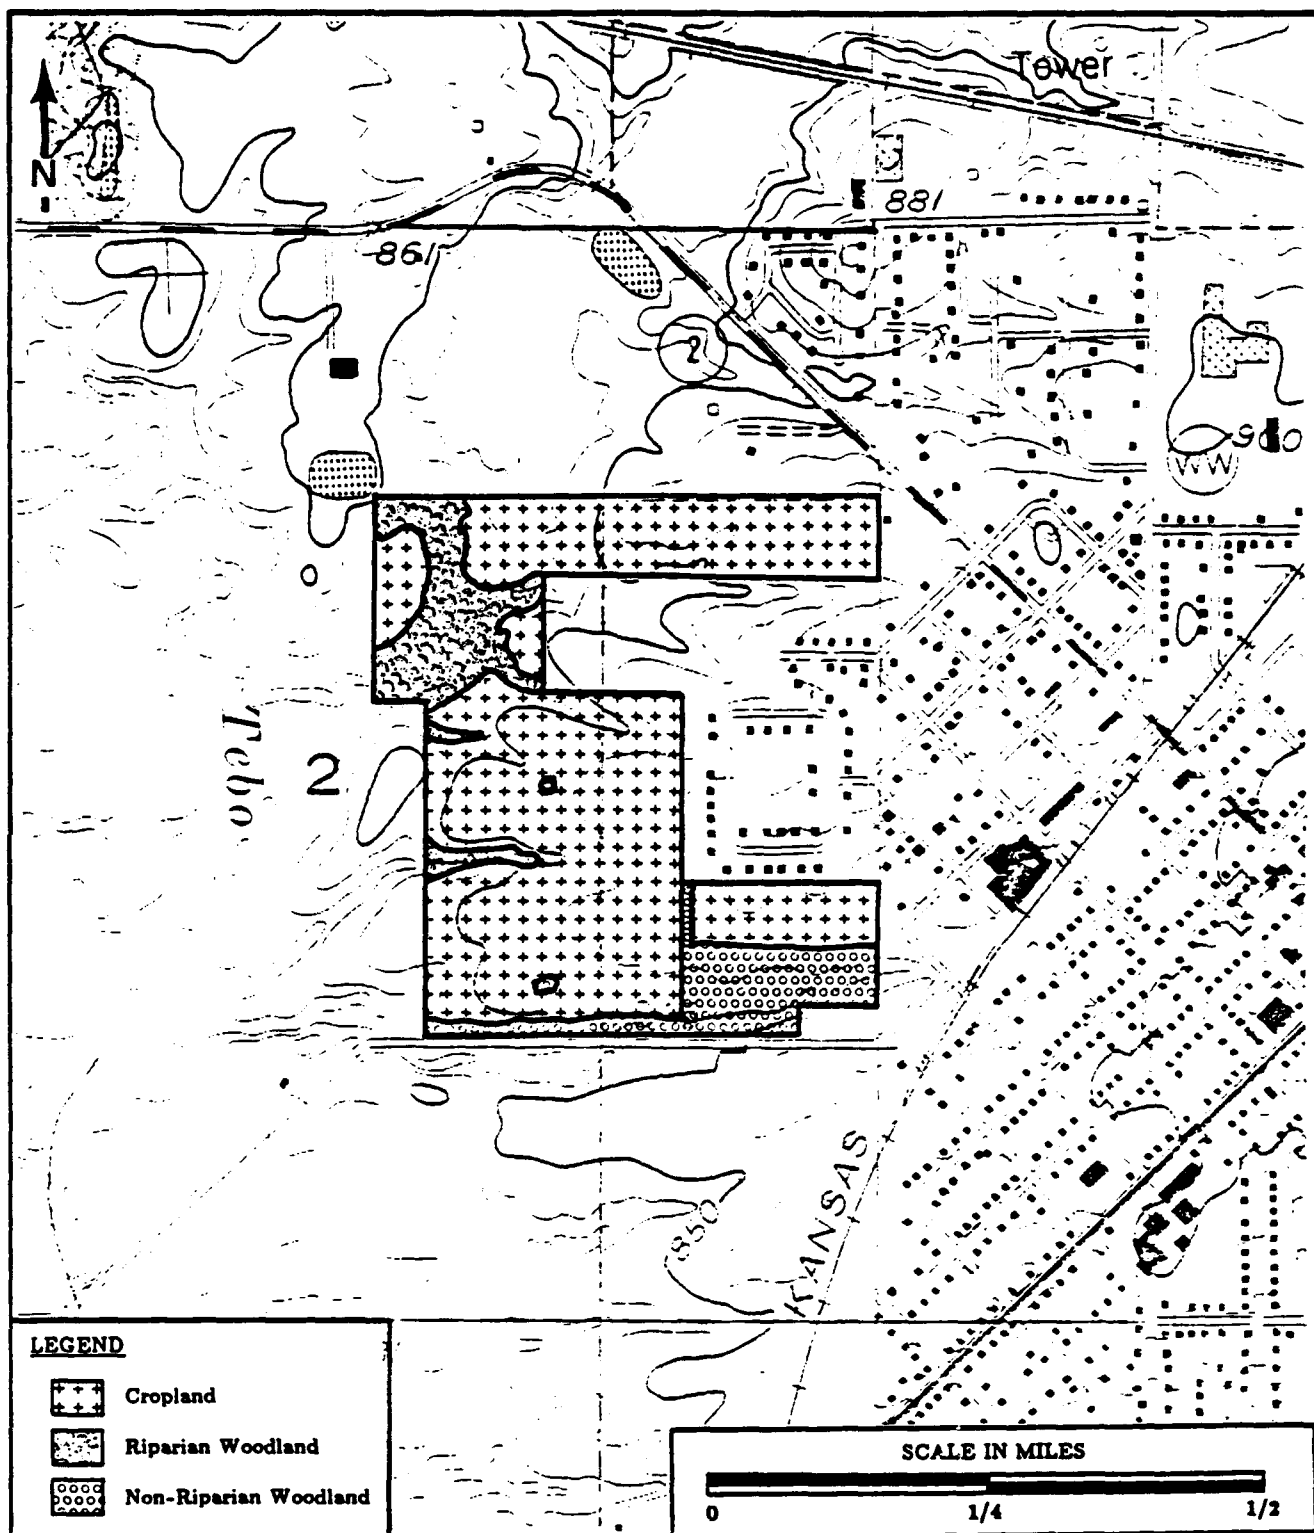 Tower
N
881
861
2
960
WW
Tebo
2
850
KANSAS
LEGEND
Cropland
Riparian Woodland
Non-Riparian Woodland
SCALE IN MILES
0 1/4 1/2